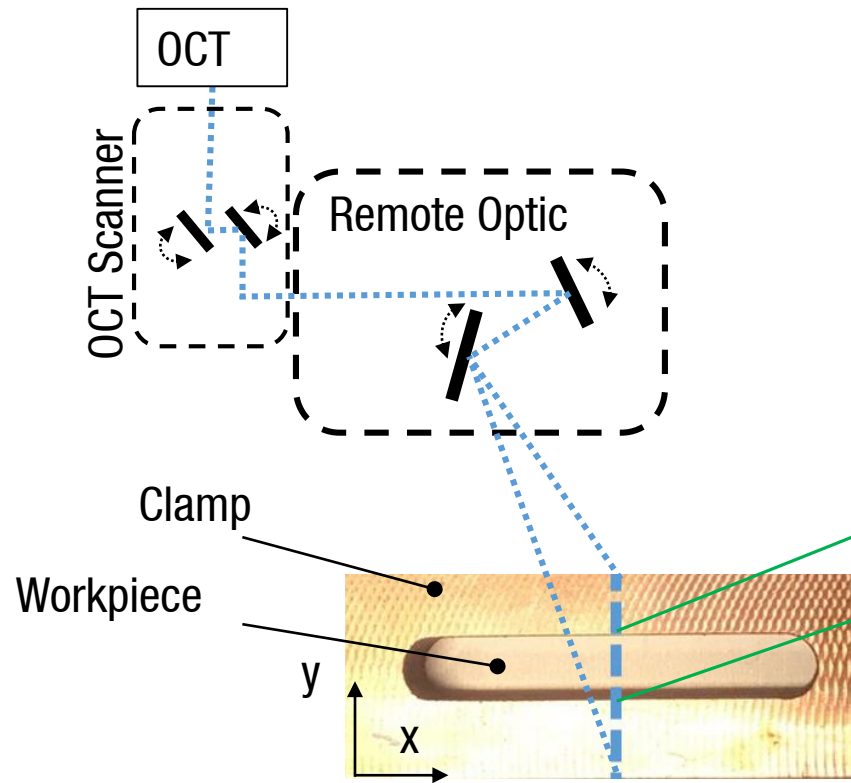 OCT
OCT Scanner
Remote Optic
Clamp
Workpiece
y
x